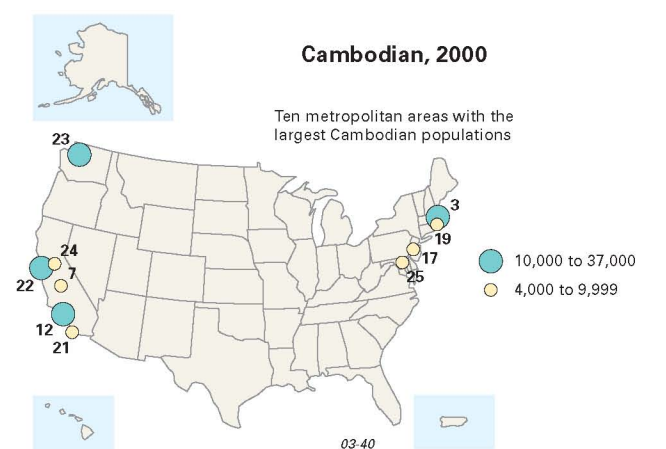 Cambodian, 2000
Ten metropolitan areas with the
largest Cambodian populations
23
3
19
24
17
7
25
22
12
21
10,000 to 37,000
4,000 to 9,999
03-40